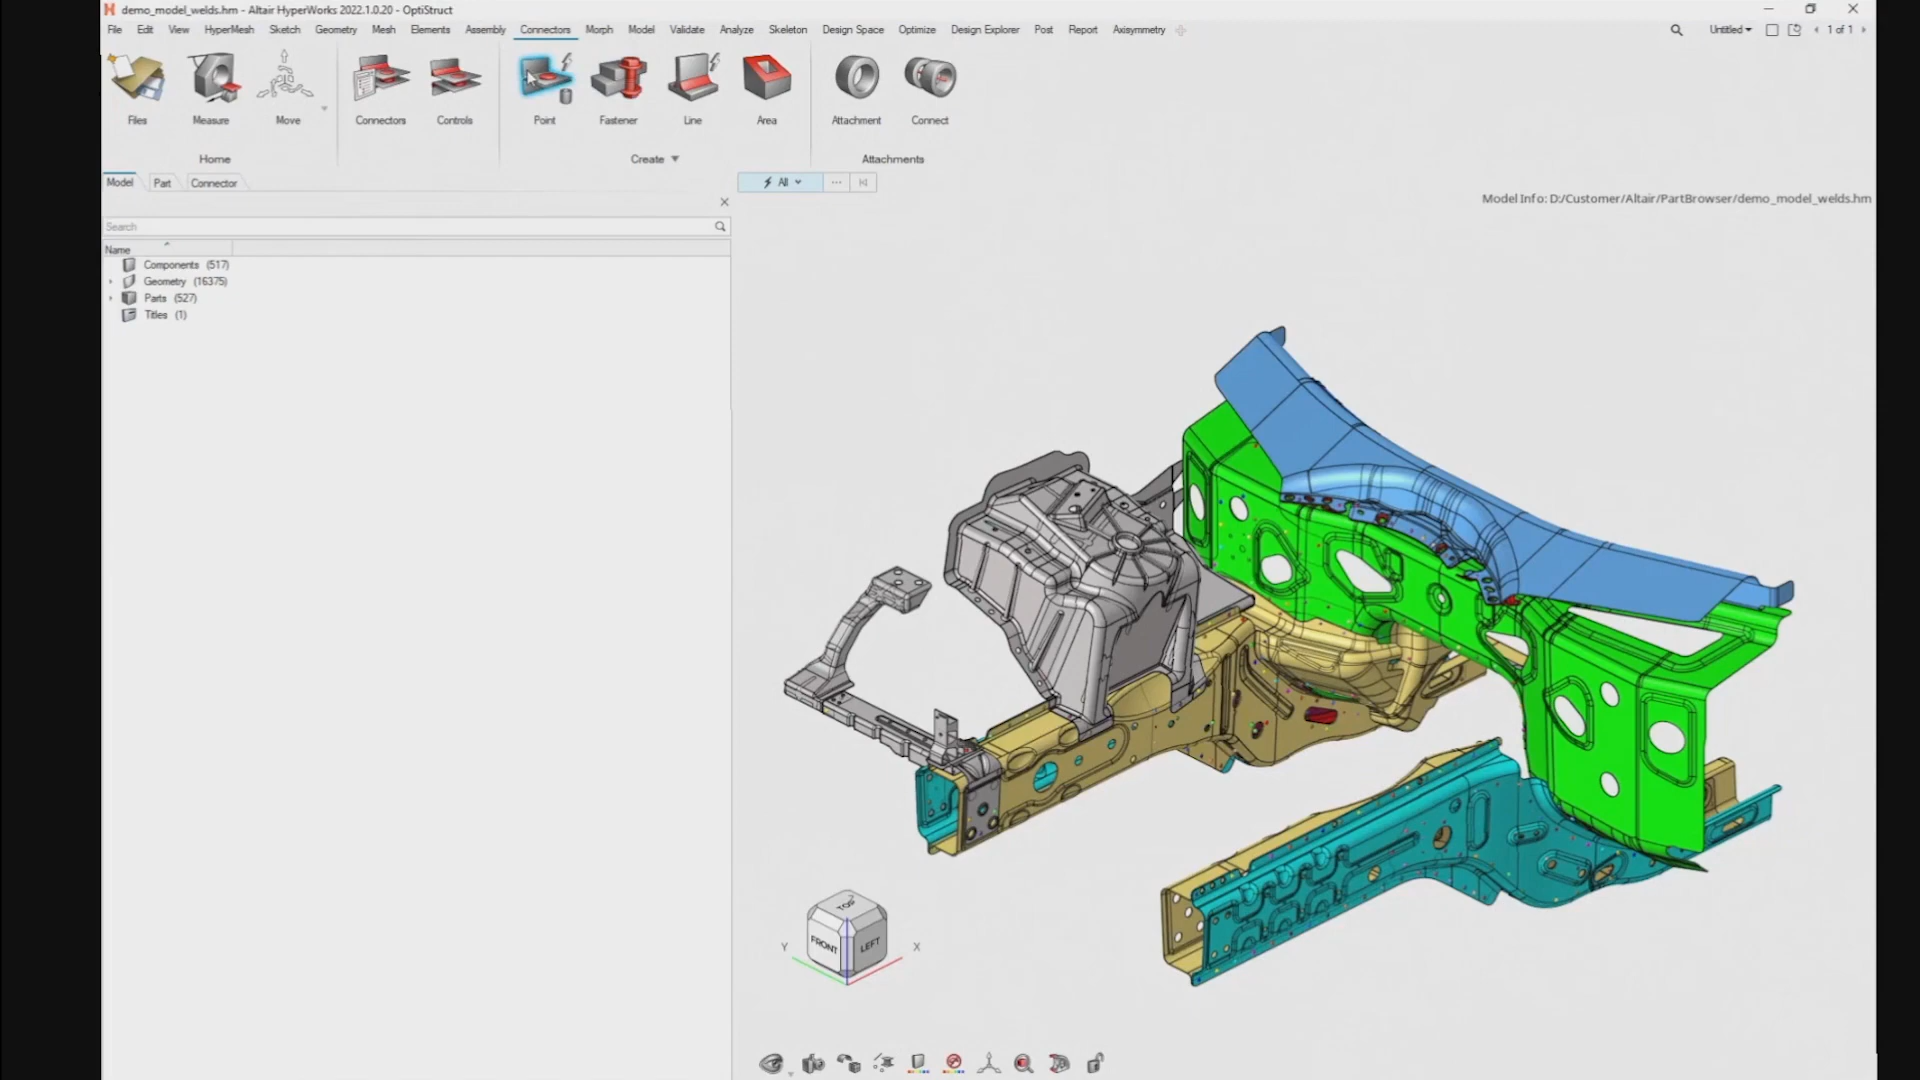 demo_model_welds.hm - Altair HyperWorks 2022.1.0.20 - OptiStruct
File Edit View HyperMesh Sketch Geometry Mesh Elements Assembly Connectors Morph Model Validate Analyze Skeleton Design Space Optimize Design Explorer Post Report Axisymmetry Untitled 1 of 1
Files Measure Move Connectors Controls Point Fastener Line Area Attachment Connect
Home Create Attachments
Model Part Connector All
Model Info: D:/Customer/Altair/PartBrowser/demo_model_welds.hm
Search
Name
Components (517)
Geometry (16375)
Parts (527)
Titles (1)
TOP
FRONT LEFT
Y X